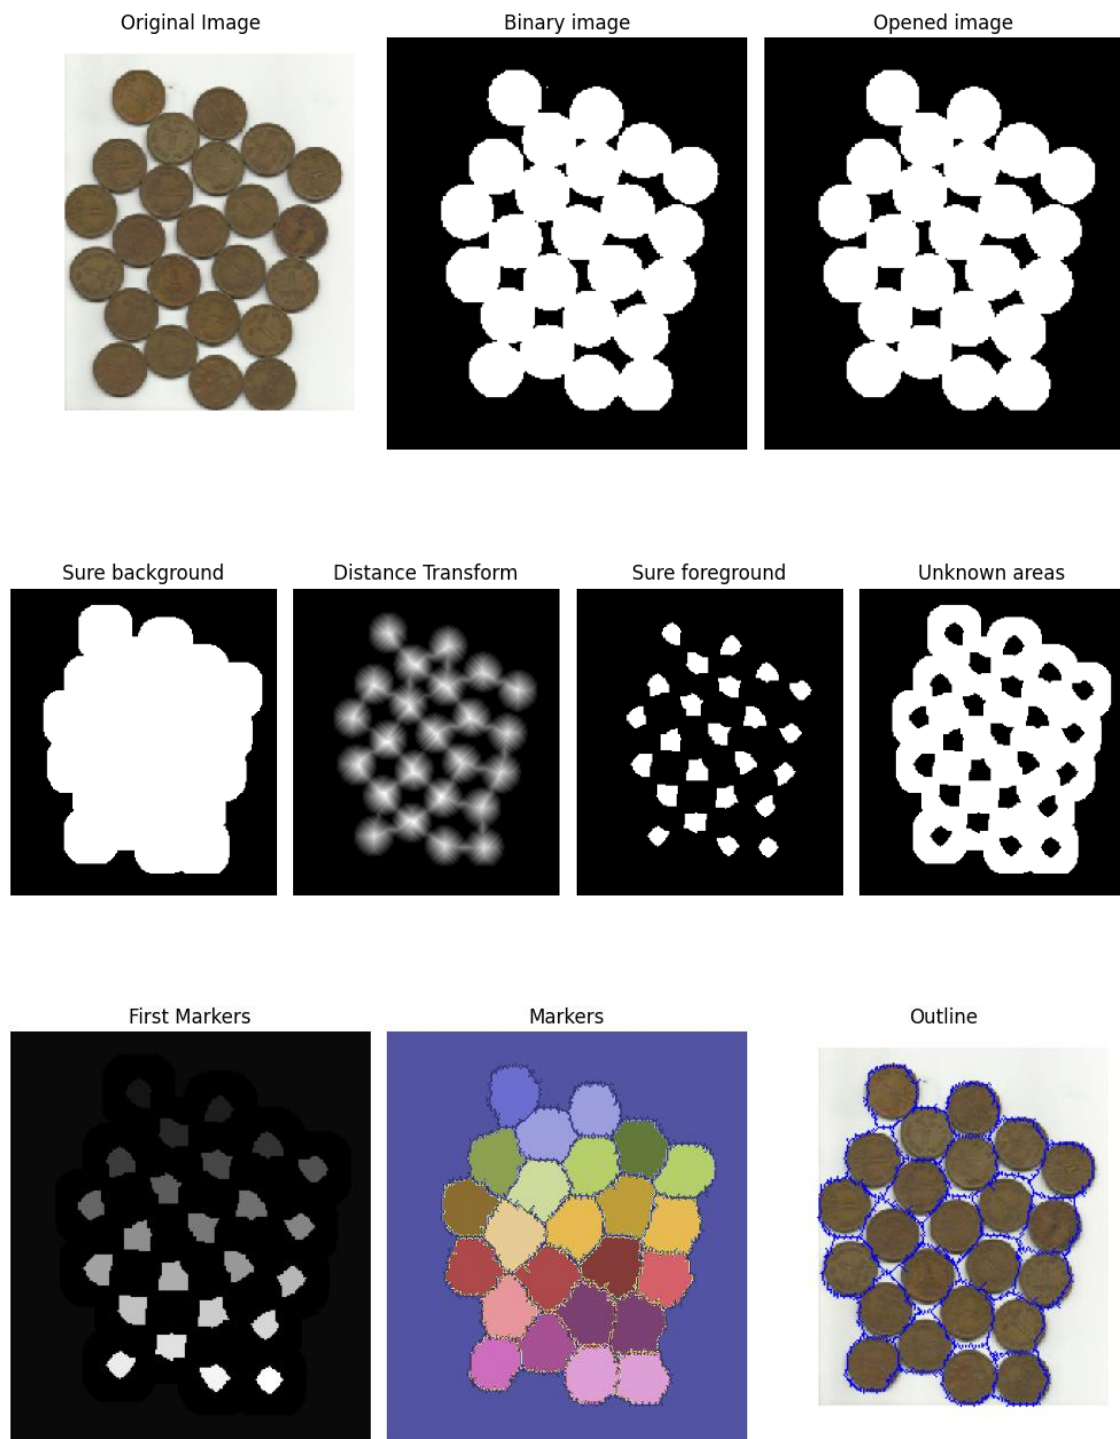 Original Image
Binary image
Opened image
Sure background
Distance Transform
Sure foreground
Unknown areas
First Markers
Markers
Outline